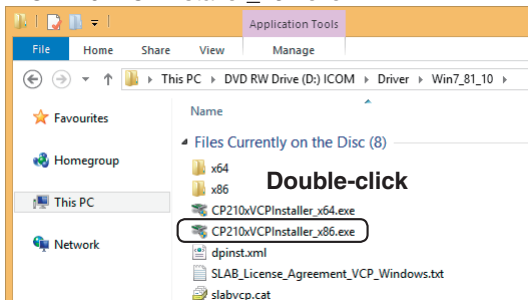 Application Tools
File Home Share View Manage
This PC DVD RW Drive (D:) ICOM Driver Win7_81_10
Favourites
Name
Files Currently on the Disc (8)
Homegroup
x64
x86
Double-click
This PC
CP210xVCPInstaller_x64.exe
CP210xVCPInstaller_x86.exe
Network
dpinst.xml
SLAB_License_Agreement_VCP_Windows.txt
slabvcp.cat